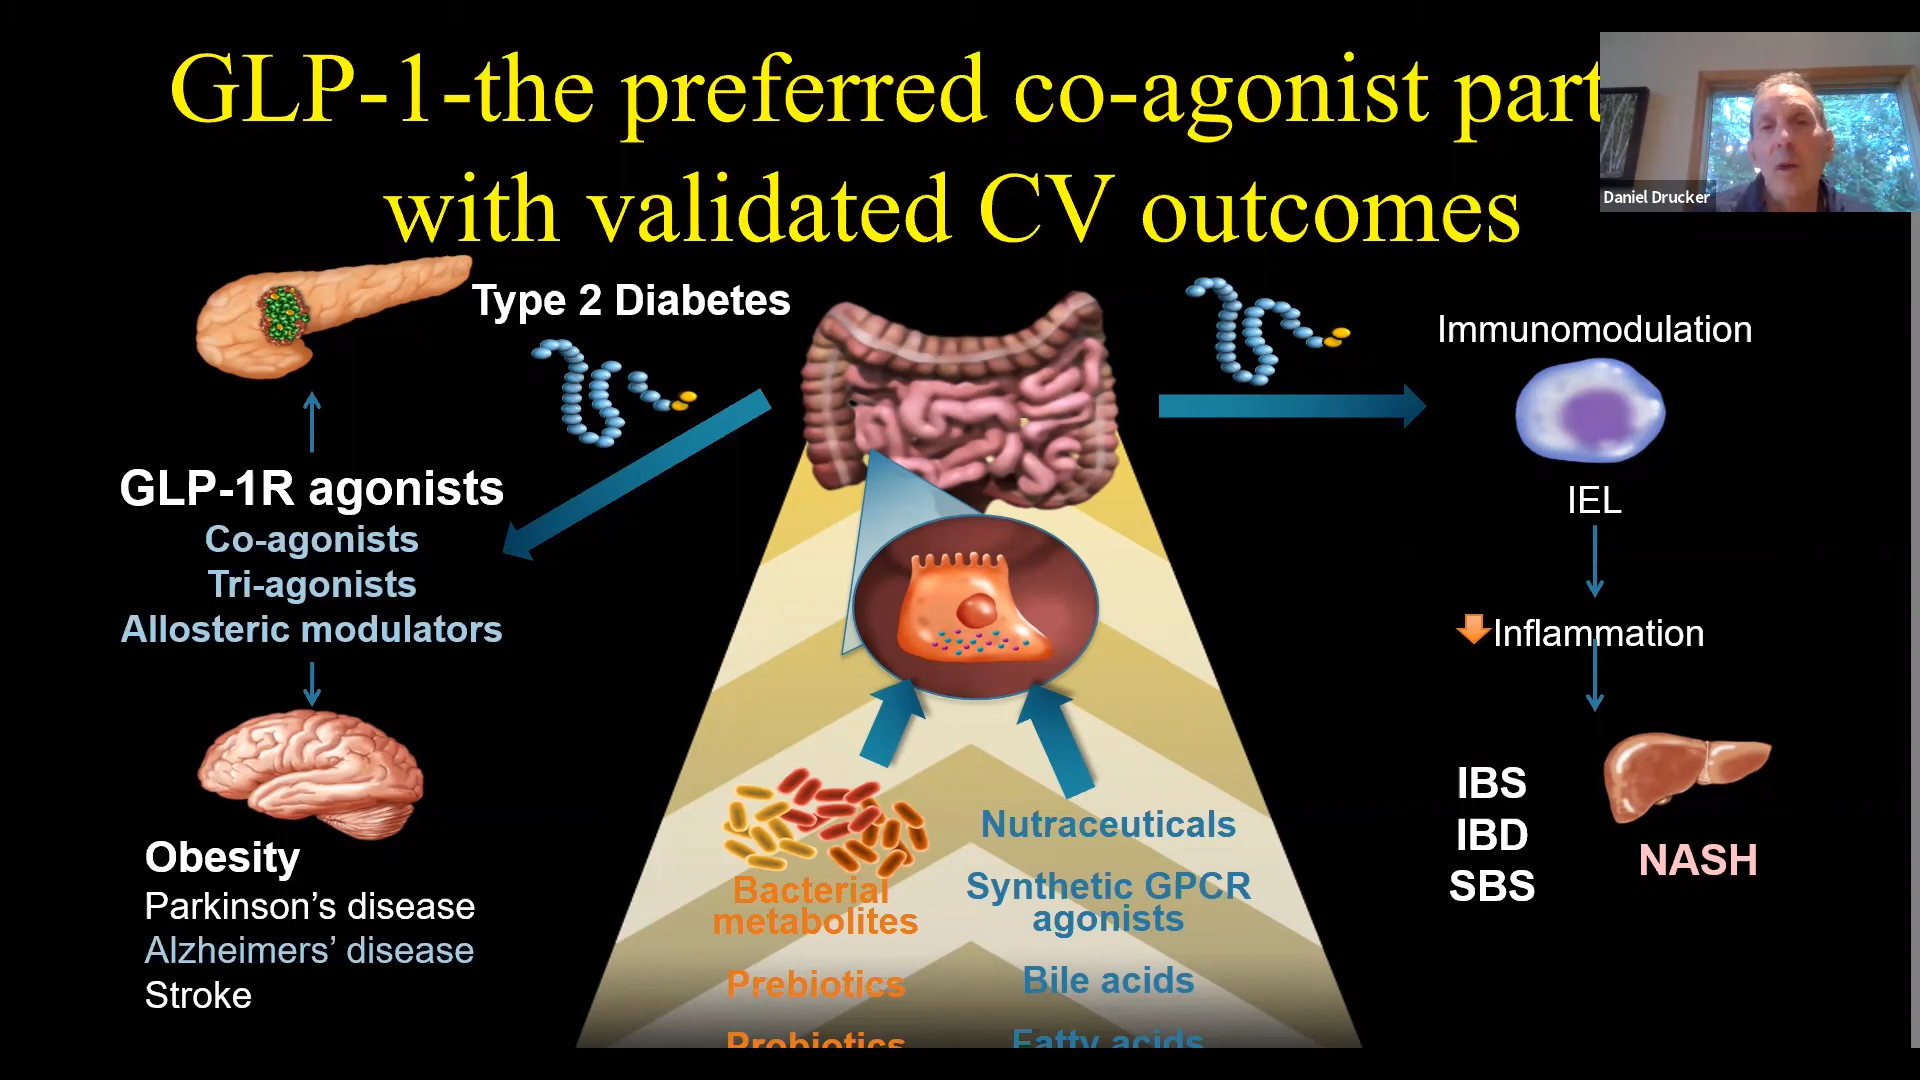 GLP-1-the preferred co-agonist part
with validated CV outcomes
Daniel Drucker
Type 2 Diabetes
GLP-1R agonists
Co-agonists
Tri-agonists
Allosteric modulators
Obesity
Parkinson’s disease
Alzheimers’ disease
Stroke
Bacterial
metabolites
Prebiotics
Probiotics
Nutraceuticals
Synthetic GPCR
agonists
Bile acids
Fatty acids
Immunomodulation
IEL
Inflammation
IBS
IBD
SBS
NASH